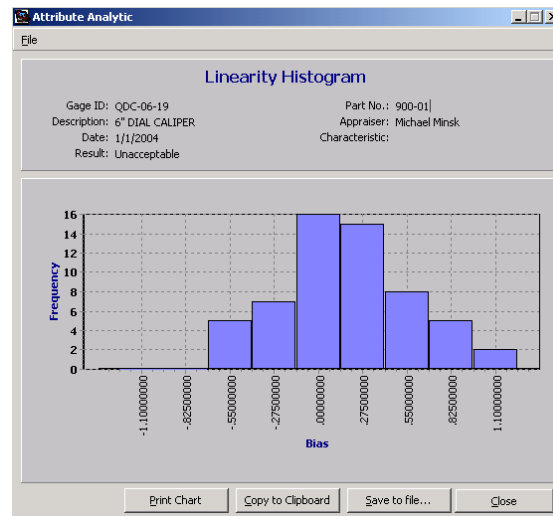 Attribute Analytic
File
Linearity Histogram
Gage ID: QDC-06-19
Part No.: 900-01
Description: 6" DIAL CALIPER
Appraiser: Michael Minsk
Date: 1/1/2004
Characteristic:
Result: Unacceptable
16
14
12
10
8
6
4
2
0
Frequency
-1.10000000
-.82500000
-.55000000
-.27500000
.00000000
.27500000
.55000000
.82500000
1.10000000
Bias
Print Chart
Copy to Clipboard
Save to file...
Close